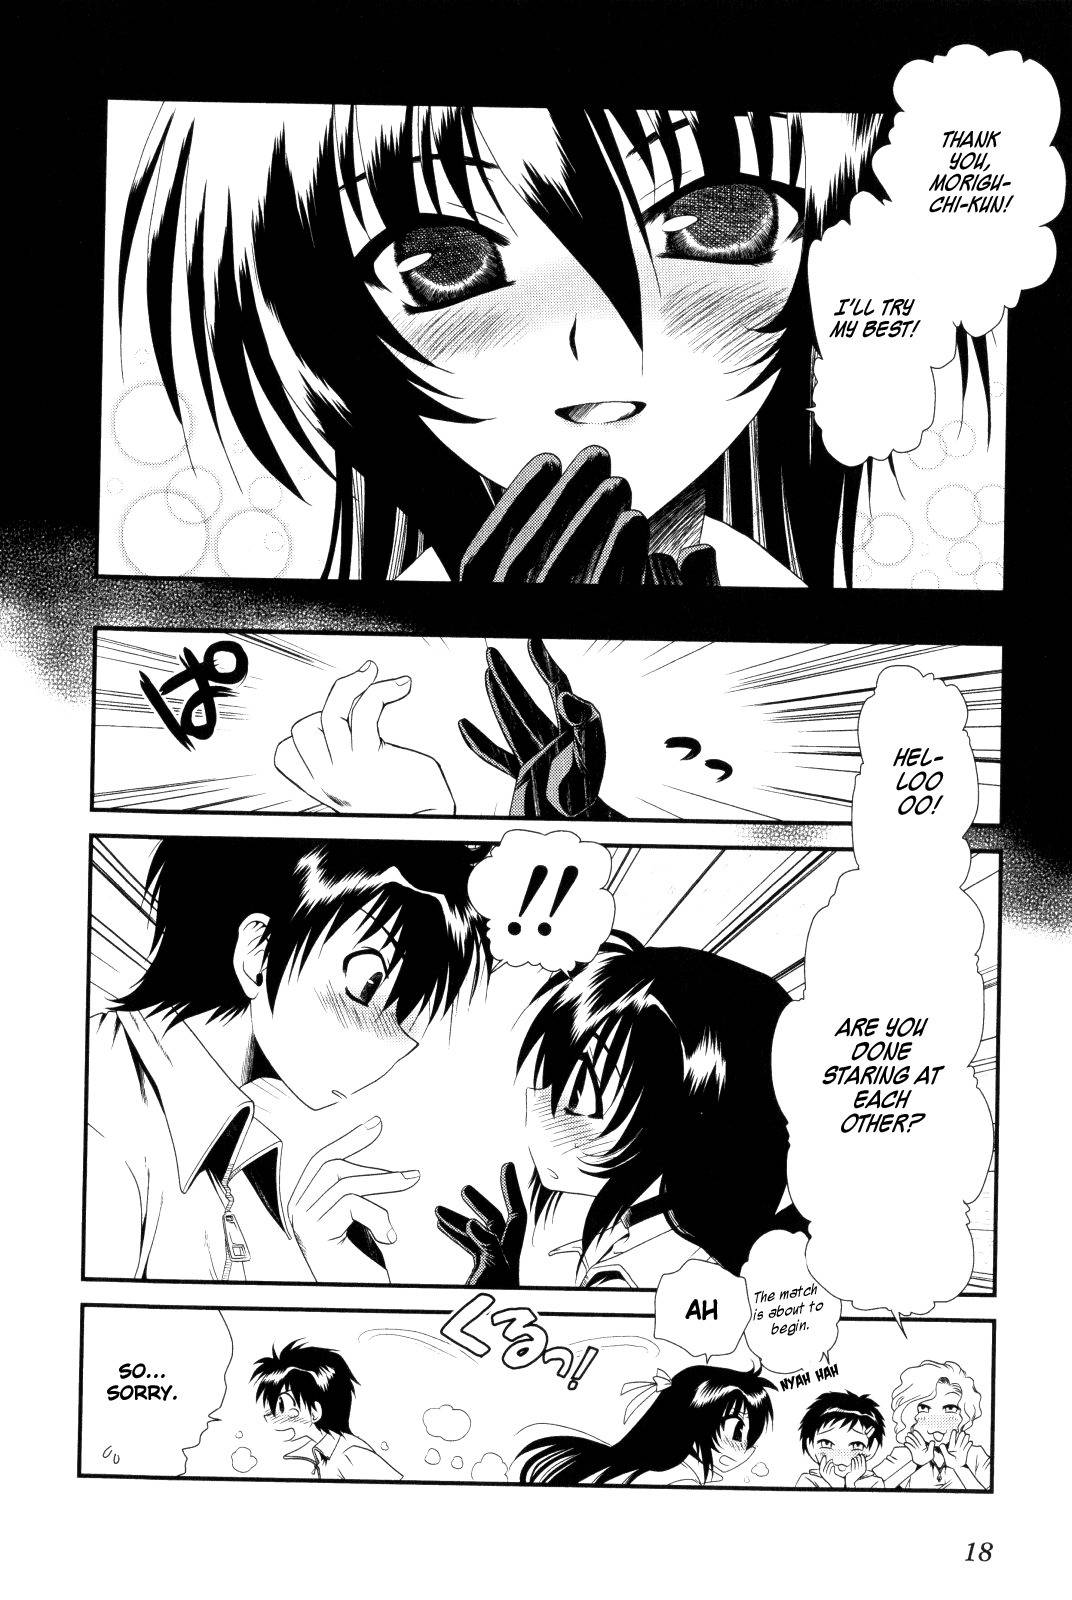 THANK
YOU,
MORIGU-
CHI-KUN!
I'LL TRY
MY BEST!
ぱっ
HEL-
LOO
OO!
!!
ARE YOU
DONE
STARING AT
EACH
OTHER?
The match
is about to
begin.
AH
NYAH HAH
くるっ!
SO...
SORRY.
18